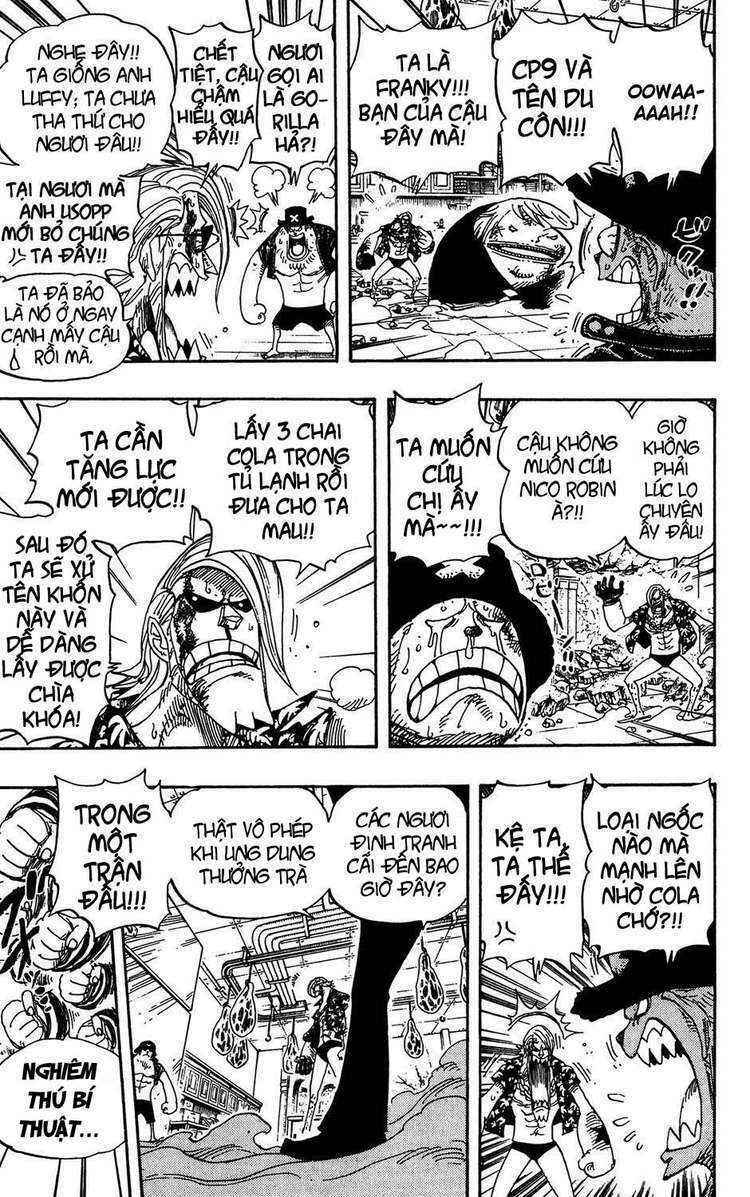 OOWAA-
AAAH!!
CP9 VÀ
TÊN DU
CÔN!!!
TA LÀ
FRANKY!!!
BẠN CỦA CẬU
ĐÂY MÀ!
NGƯƠI
GỌI AI
LÀ GO-
RILLA
HẢ?!
CHẾT
TIỆT, CẬU
CHẬM
HIỂU QUÁ
ĐẤY!!
NGHE ĐÂY!!
TA GIỐNG ANH
LUFFY; TA CHƯA
THA THỨ CHO
NGƯƠI ĐÂU!!
TẠI NGƯƠI MÀ
ANH USOPP
MỚI BỎ CHÚNG
TA ĐẤY!!
TA ĐÃ BẢO
LÀ NÓ Ở NGAY
CẠNH MẤY CẬU
RỒI MÀ.
GIỜ
KHÔNG
PHẢI
LÚC LO
CHUYỆN
ẤY ĐÂU!
CẬU KHÔNG
MUỐN CỨU
NICO ROBIN
À?!!
TA MUỐN
CỨU
CHỊ ẤY
MÀ~~!!!
LẤY 3 CHAI
COLA TRONG
TỦ LẠNH RỒI
ĐƯA CHO TA
MAU!!
TA CẦN
TĂNG LỰC
MỚI ĐƯỢC!!
SAU ĐÓ
TA SẼ XỬ
TÊN KHỐN
NÀY VÀ
DỄ DÀNG
LẤY ĐƯỢC
CHÌA
KHÓA!
LOẠI NGỐC
NÀO MÀ
MẠNH LÊN
NHỜ COLA
CHỚ?!!
KỆ TA,
TA THẾ
ĐẤY!!!
CÁC NGƯƠI
ĐỊNH TRANH
CÃI ĐẾN BAO
GIỜ ĐÂY?
THẬT VÔ PHÉP
KHI UNG DUNG
THƯỞNG TRÀ
TRONG
MỘT
TRẬN
ĐẤU!!!
NGHIÊM
THÚ BÍ
THUẬT...